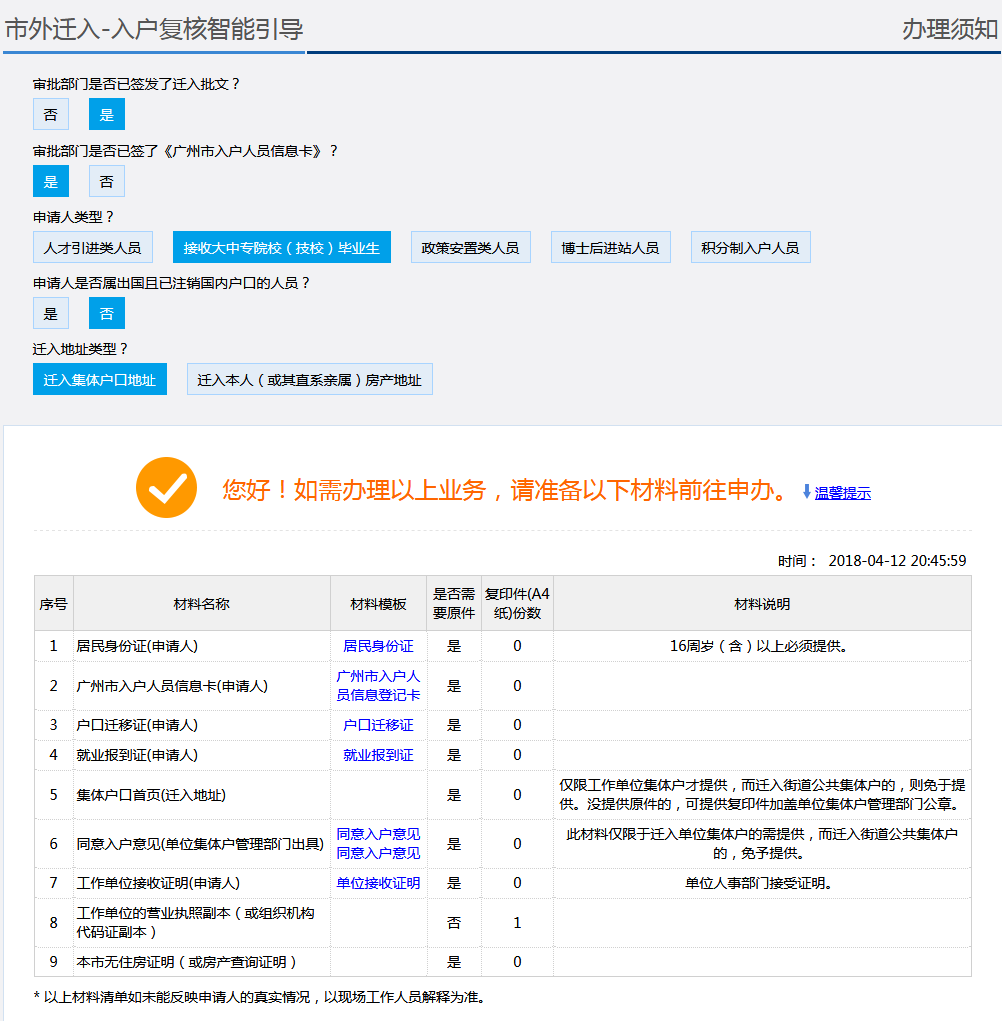 市外迁入-入户复核智能引导 办理须知
审批部门是否已签发了迁入批文？
否 是
审批部门是否已签了《广州市入户人员信息卡》？
是 否
申请人类型？
人才引进类人员 接收大中专院校（技校）毕业生 政策安置类人员 博士后进站人员 积分制入户人员
申请人是否属出国且已注销国内户口的人员？
是 否
迁入地址类型？
迁入集体户口地址 迁入本人（或其直系亲属）房产地址
您好！如需办理以上业务，请准备以下材料前往申办。 温馨提示
时间： 2018-04-12 20:45:59
序号 材料名称 材料模板 是否需要原件 复印件(A4纸)份数 材料说明
1 居民身份证(申请人) 居民身份证 是 0 16周岁（含）以上必须提供。
2 广州市入户人员信息卡(申请人) 广州市入户人员信息登记卡 是 0
3 户口迁移证(申请人) 户口迁移证 是 0
4 就业报到证(申请人) 就业报到证 是 0
5 集体户口首页(迁入地址) 是 0 仅限工作单位集体户才提供，而迁入街道公共集体户的，则免于提供。没提供原件的，可提供复印件加盖单位集体户管理部门公章。
6 同意入户意见(单位集体户管理部门出具) 同意入户意见 同意入户意见 是 0 此材料仅限于迁入单位集体户的需提供，而迁入街道公共集体户的，免予提供。
7 工作单位接收证明(申请人) 单位接收证明 是 0 单位人事部门接受证明。
8 工作单位的营业执照副本（或组织机构代码证副本） 否 1
9 本市无住房证明（或房产查询证明） 是 0
* 以上材料清单如未能反映申请人的真实情况，以现场工作人员解释为准。